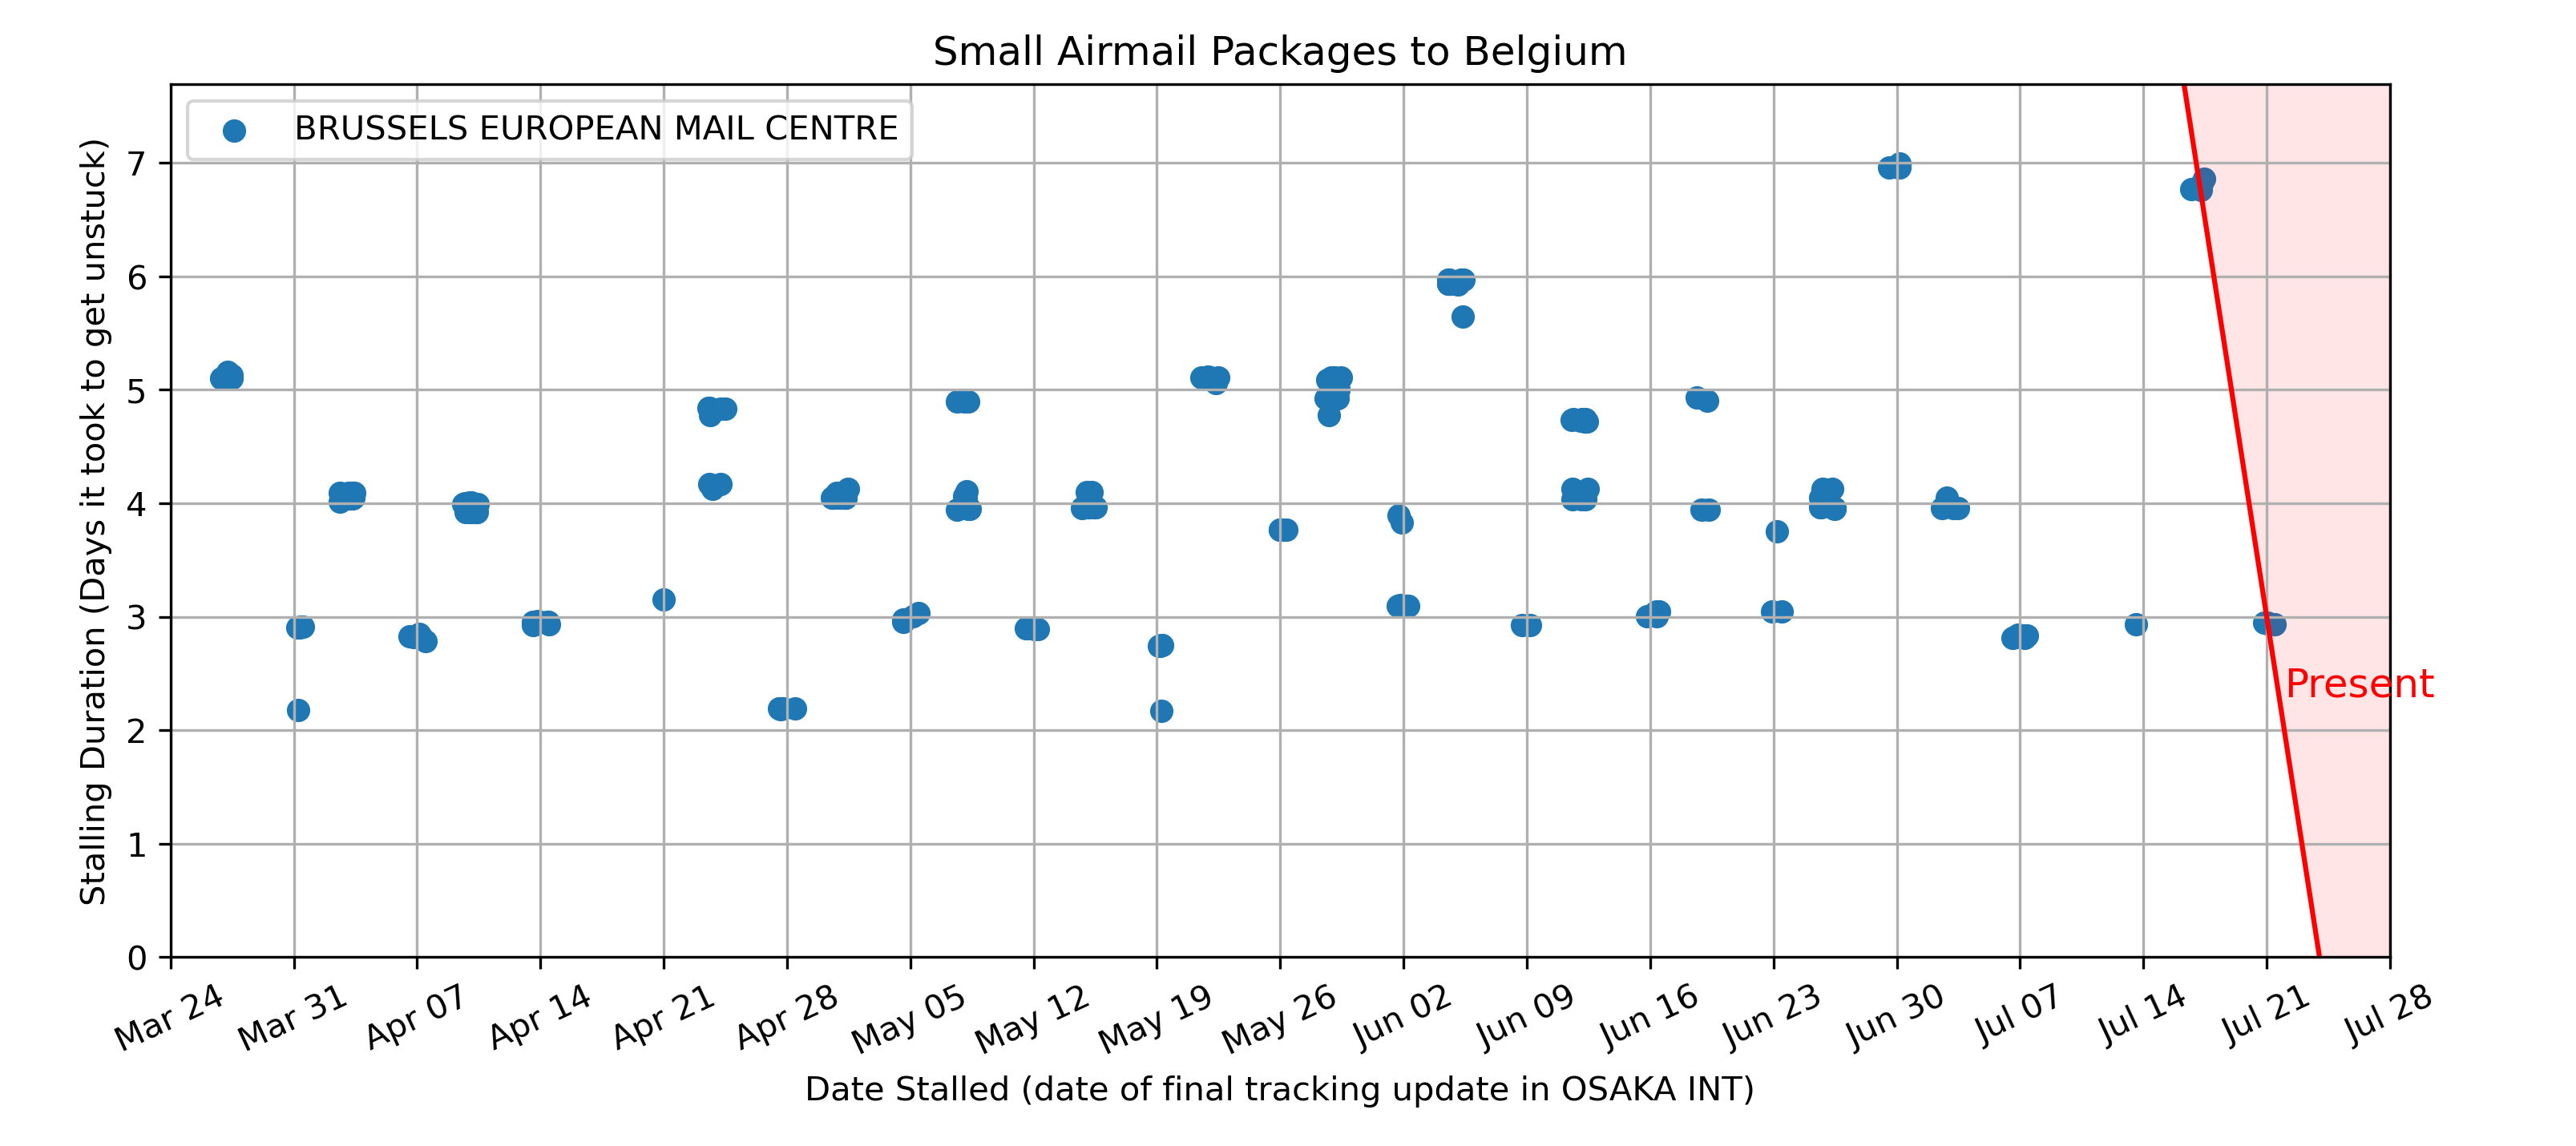 Small Airmail Packages to Belgium
BRUSSELS EUROPEAN MAIL CENTRE
Stalling Duration (Days it took to get unstuck)
7
6
5
4
3
2
1
0
Present
Mar 24
Mar 31
Apr 07
Apr 14
Apr 21
Apr 28
May 05
May 12
May 19
May 26
Jun 02
Jun 09
Jun 16
Jun 23
Jun 30
Jul 07
Jul 14
Jul 21
Jul 28
Date Stalled (date of final tracking update in OSAKA INT)